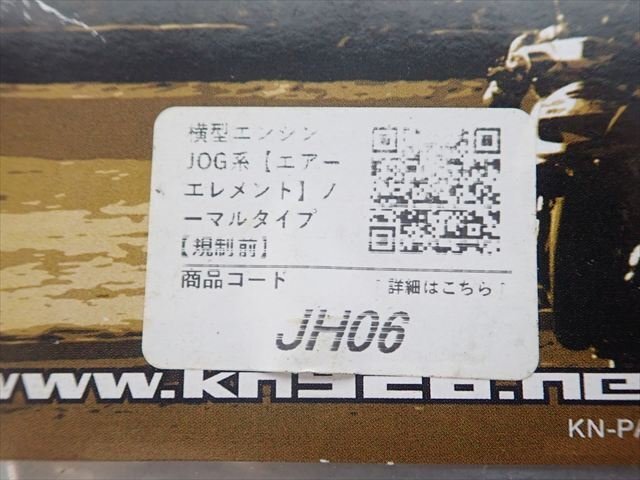 横型エンジン
JOG系【エアー
エレメント】ノ
ーマルタイプ
【規制前】
商品コード
詳細はこちら
JH06
KN-PA